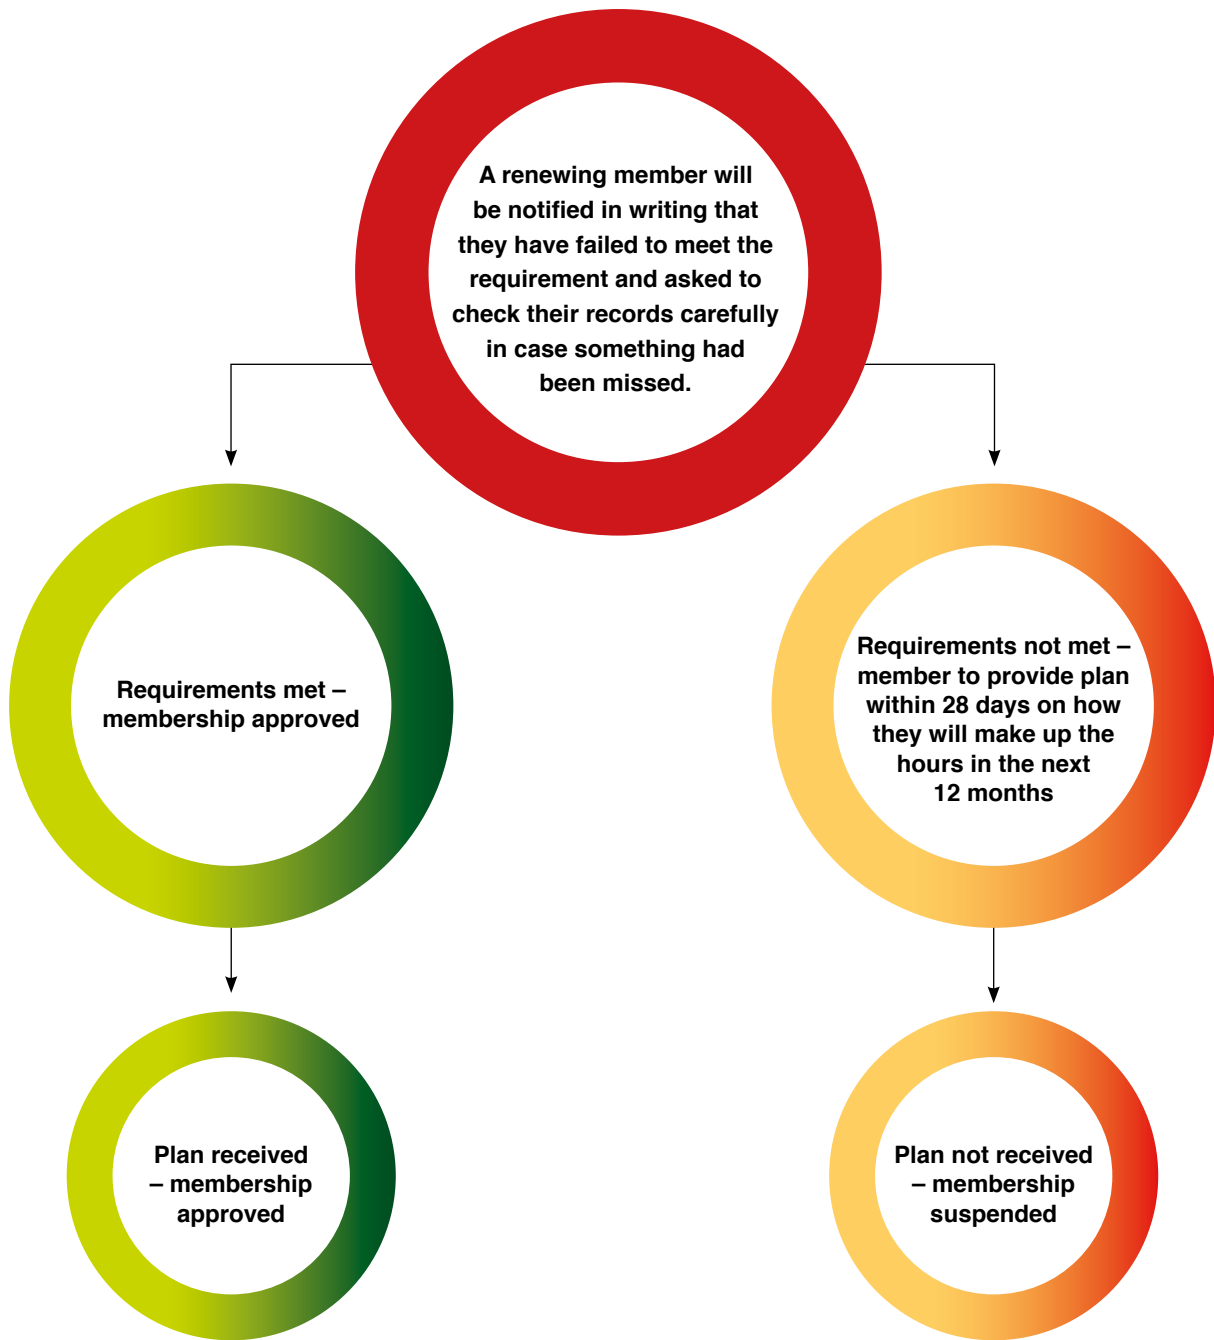 A renewing member will
be notified in writing that
they have failed to meet the
requirement and asked to
check their records carefully
in case something had
been missed.
Requirements met –
membership approved
Requirements not met –
member to provide plan
within 28 days on how
they will make up the
hours in the next
12 months
Plan received
– membership
approved
Plan not received
– membership
suspended